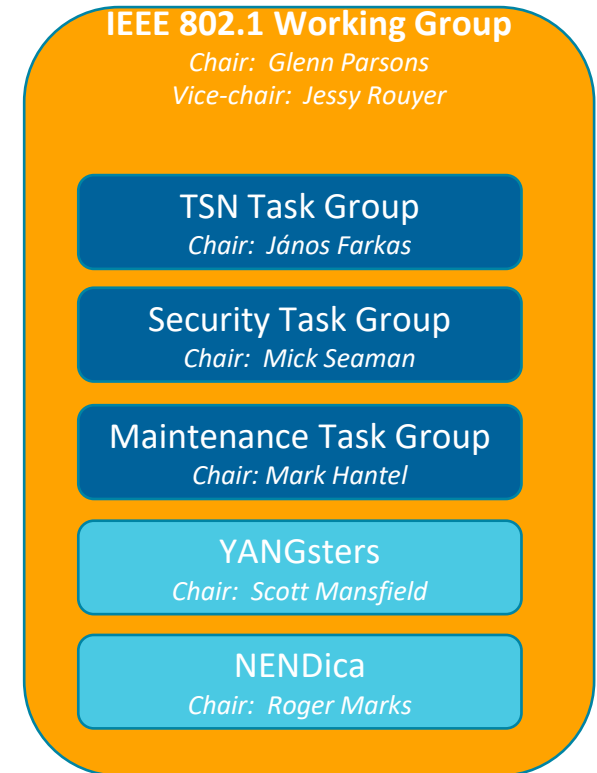 IEEE 802.1 Working Group
Chair:  Glenn Parsons
Vice-chair:  Jessy Rouyer
TSN Task Group
Chair:  János Farkas
Security Task Group
Chair:  Mick Seaman
Maintenance Task Group
Chair: Mark Hantel
YANGsters
Chair:  Scott Mansfield
NENDica
Chair:  Roger Marks